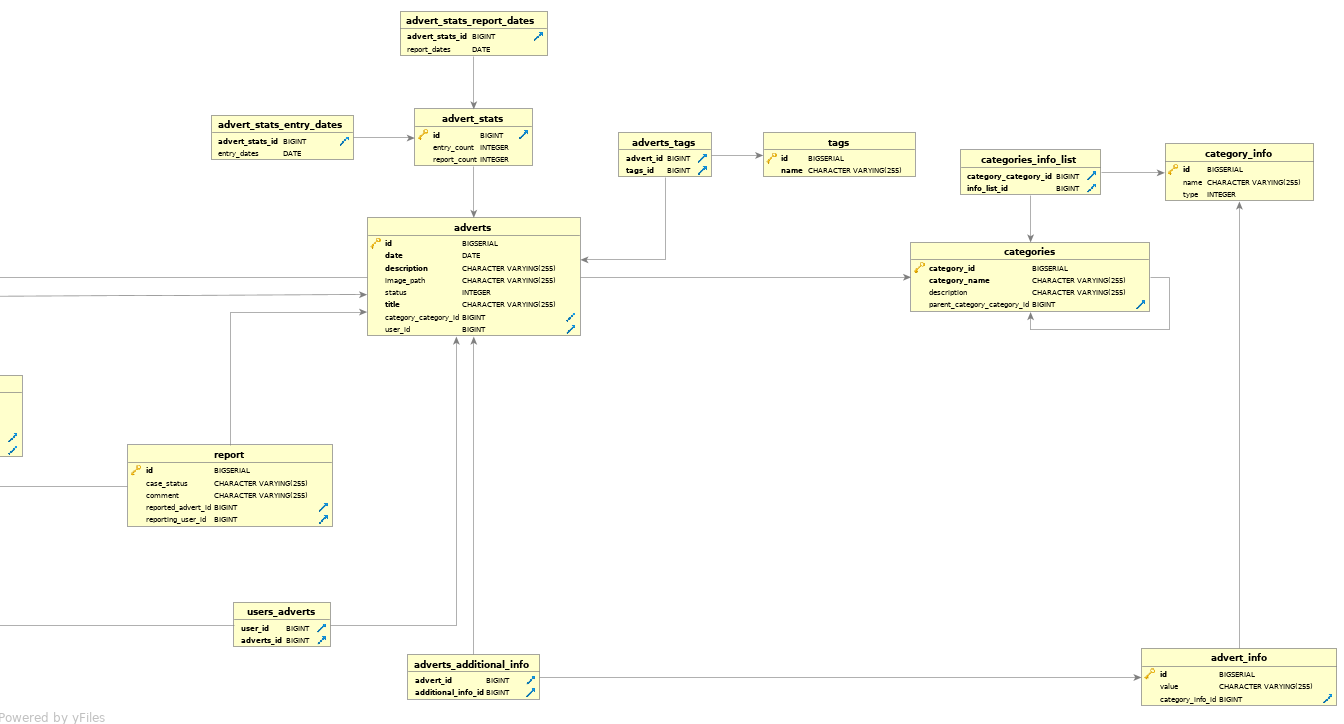 advert_stats_report_dates
advert_stats_id BIGINT
report_dates DATE
advert_stats_entry_dates
advert_stats_id BIGINT
entry_dates DATE
advert_stats
id BIGINT
entry_count INTEGER
report_count INTEGER
adverts_tags
advert_id BIGINT
tags_id BIGINT
tags
id BIGSERIAL
name CHARACTER VARYING(255)
categories_info_list
category_category_id BIGINT
info_list_id BIGINT
category_info
id BIGSERIAL
name CHARACTER VARYING(255)
type INTEGER
adverts
id BIGSERIAL
date DATE
description CHARACTER VARYING(255)
image_path CHARACTER VARYING(255)
status INTEGER
title CHARACTER VARYING(255)
category_category_id BIGINT
user_id BIGINT
categories
category_id BIGSERIAL
category_name CHARACTER VARYING(255)
description CHARACTER VARYING(255)
parent_category_category_id BIGINT
report
id BIGSERIAL
case_status CHARACTER VARYING(255)
comment CHARACTER VARYING(255)
reported_advert_id BIGINT
reporting_user_id BIGINT
users_adverts
user_id BIGINT
adverts_id BIGINT
adverts_additional_info
advert_id BIGINT
additional_info_id BIGINT
advert_info
id BIGSERIAL
value CHARACTER VARYING(255)
category_info_id BIGINT
Powered by yFiles